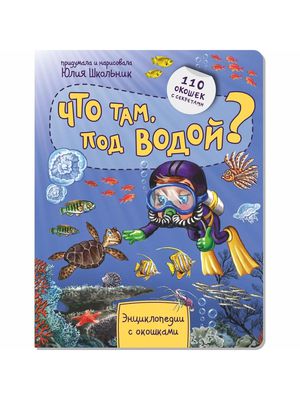 придумала и нарисовала
Юлия Школьник
110
ОКОШЕК
С СЕКРЕТАМИ
ЧТО ТАМ,
ПОД ВОДОЙ?
Энциклопедии
с окошками